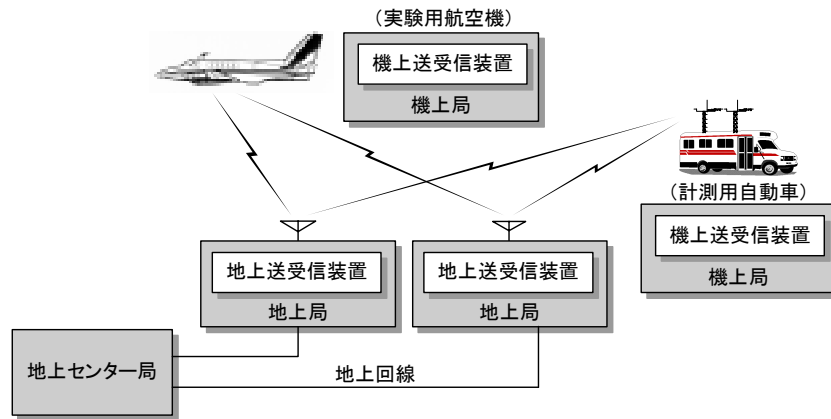 （実験用航空機）
機上送受信装置
機上局
（計測用自動車）
機上送受信装置
機上局
地上送受信装置
地上局
地上送受信装置
地上局
地上センター局
地上回線